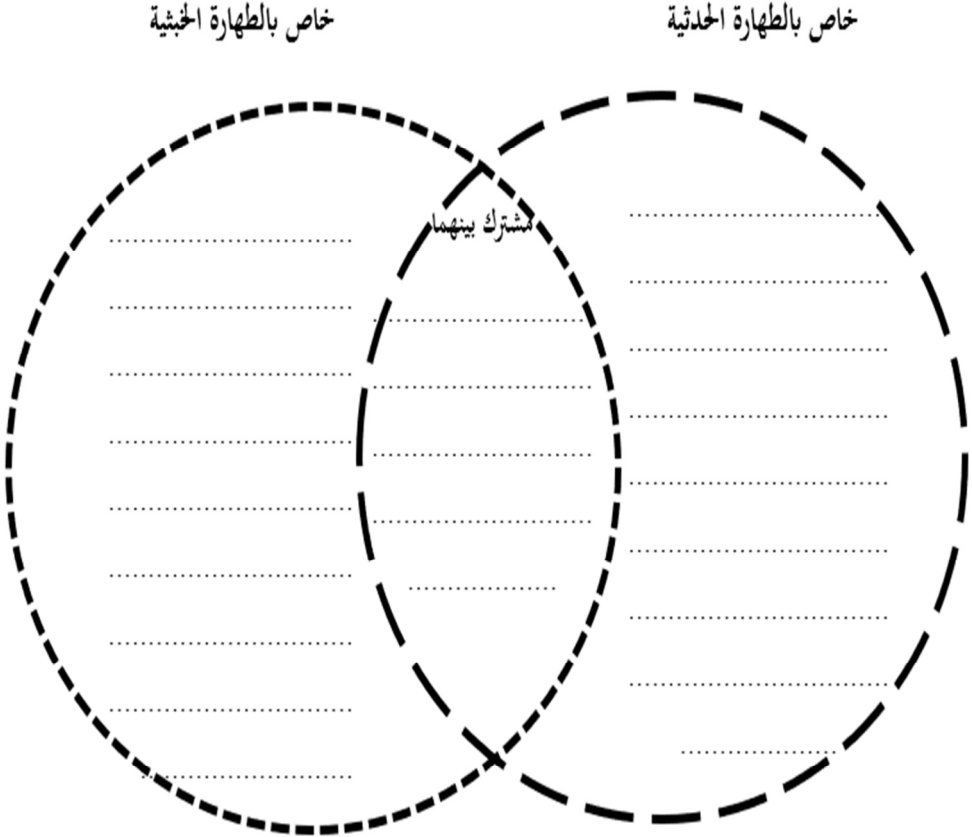 خاص بالطهارة الحدثية
خاص بالطهارة الخبثية
مشترك بينهما